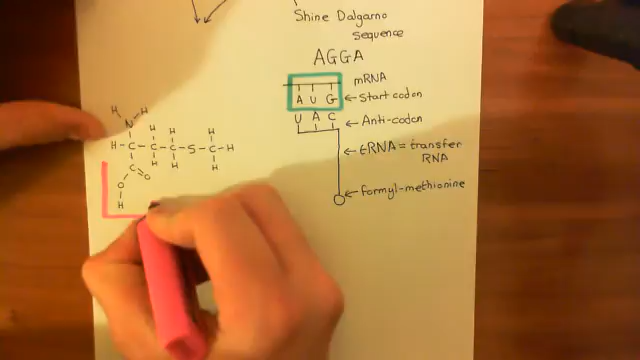 Shine Dalgarno
sequence
AGGA
mRNA
A U G ← Start codon
U A C ← Anti-codon
← tRNA = transfer
RNA
← formyl-methionine
H H
N
H H H
H-C-C-C-S-C-H
H H H
C
O O
H